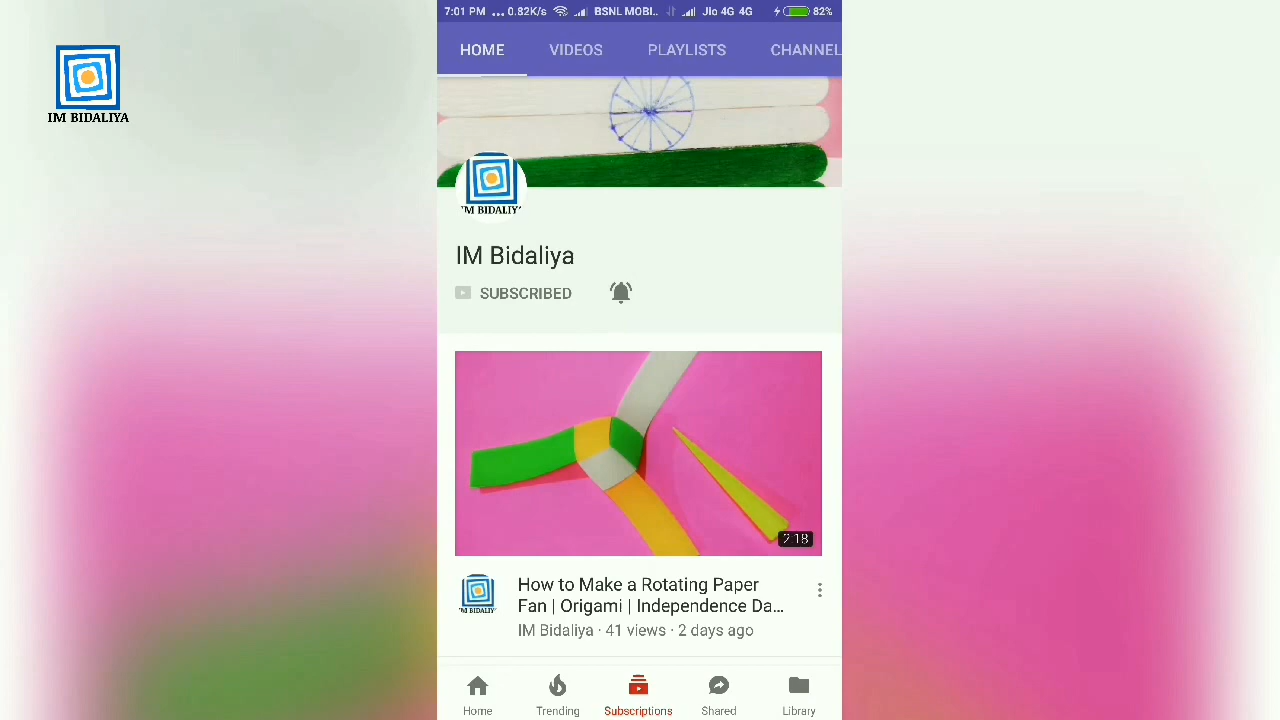 7:01 PM ... 0.82K/s BSNL MOBI.. Jio 4G 4G 82%
HOME VIDEOS PLAYLISTS CHANNEL
IM BIDALIYA
'M BIDALIY'
IM Bidaliya
SUBSCRIBED
2:18
How to Make a Rotating Paper
Fan | Origami | Independence Da...
'M BIDALIY'
IM Bidaliya · 41 views · 2 days ago
Home Trending Subscriptions Shared Library